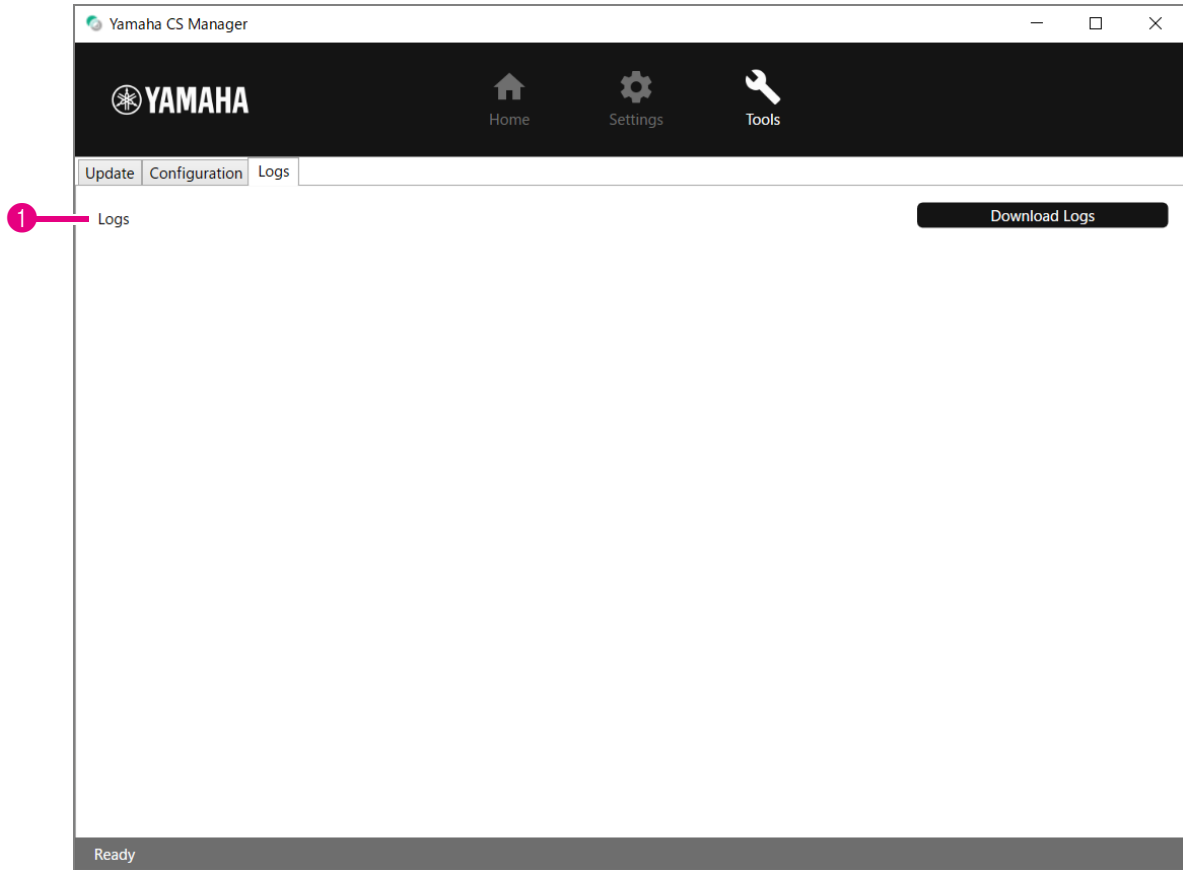 Yamaha CS Manager
YAMAHA
Home Settings Tools
Update Configuration Logs
1 Logs Download Logs
Ready